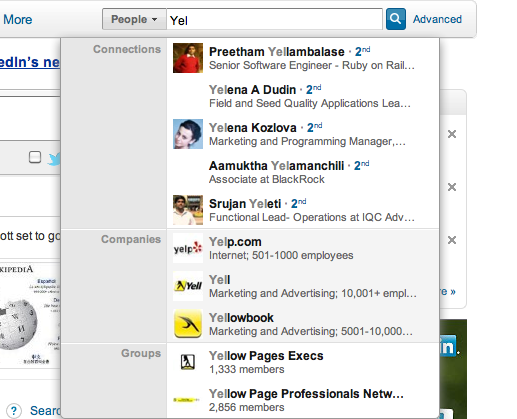 More
People
Yel
Advanced
edIn's ne
Connections
Preetham Yellambalase · 2nd
Senior Software Engineer - Ruby on Rail…
Yelena A Dudin · 2nd
Field and Seed Quality Applications Lea…
Yelena Kozlova · 2nd
Marketing and Programming Manager,…
Aamuktha Yelamanchili · 2nd
Associate at BlackRock
Srujan Yeleti · 2nd
Functional Lead- Operations at IQC Adv…
ott set to go
Companies
yelp
Yelp.com
Internet; 501-1000 employees
IKIPEDIA
Español
Yell
Yell
Marketing and Advertising; 10,001+ empl…
re »
Yellowbook
Marketing and Advertising; 5001-10,000…
in
中文
Groups
Yellow Pages Execs
1,333 members
Yellow Page Professionals Netw…
2,856 members
? Searc